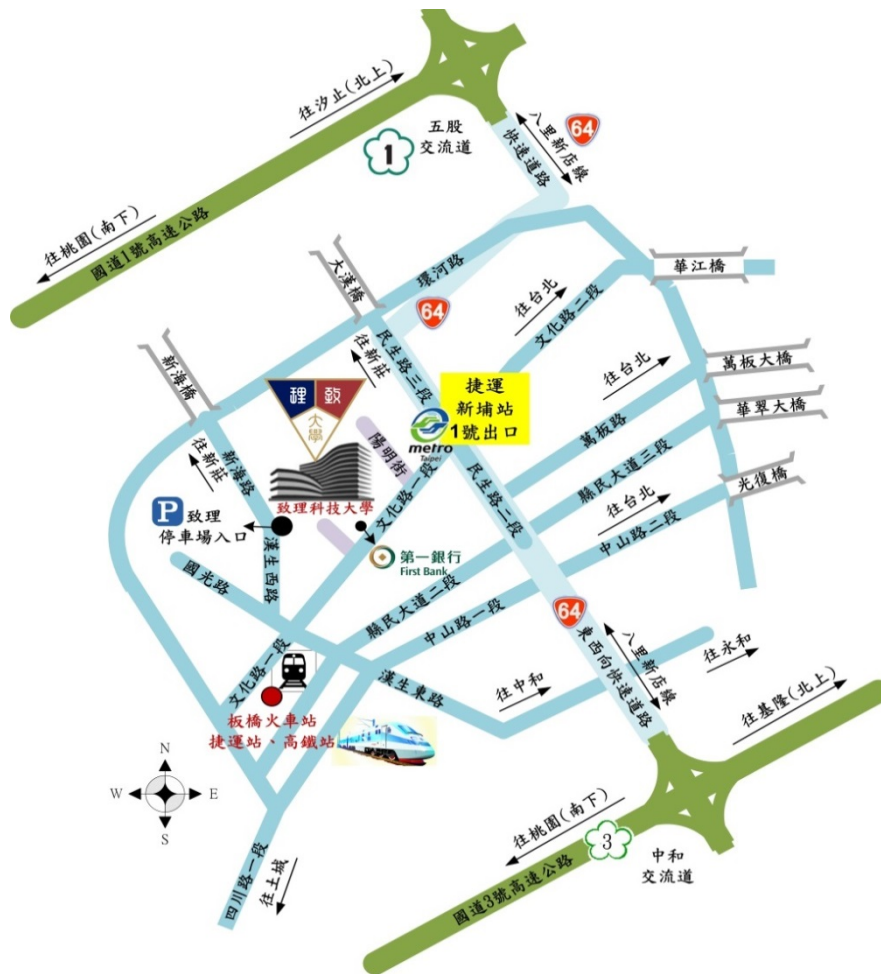 往汐止(北上)
五股
交流道
1
64
八里新店線
快速道路
往桃園(南下)
國道1號高速公路
大漢橋
環河路
華江橋
64
往台北
文化路二段
新海橋
民生路三段
往新莊
捷運
新埔站
1號出口
往台北
萬板大橋
理 致
大學
metro
Taipei
萬板路
華翠大橋
往新莊
新海路
陽明街
文化路一段
民生路二段
縣民大道三段
光復橋
P 致理
停車場入口
致理科技大學
往台北
中山路二段
漢生西路
第一銀行
First Bank
國光路
縣民大道二段
中山路一段
64
東西向快速道路
八里新店線
往永和
文化路一段
漢生東路
往中和
板橋火車站
捷運站、高鐵站
往基隆(北上)
N
W E
S
往桃園(南下)
3
中和
交流道
四川路一段
往土城
國道3號高速公路